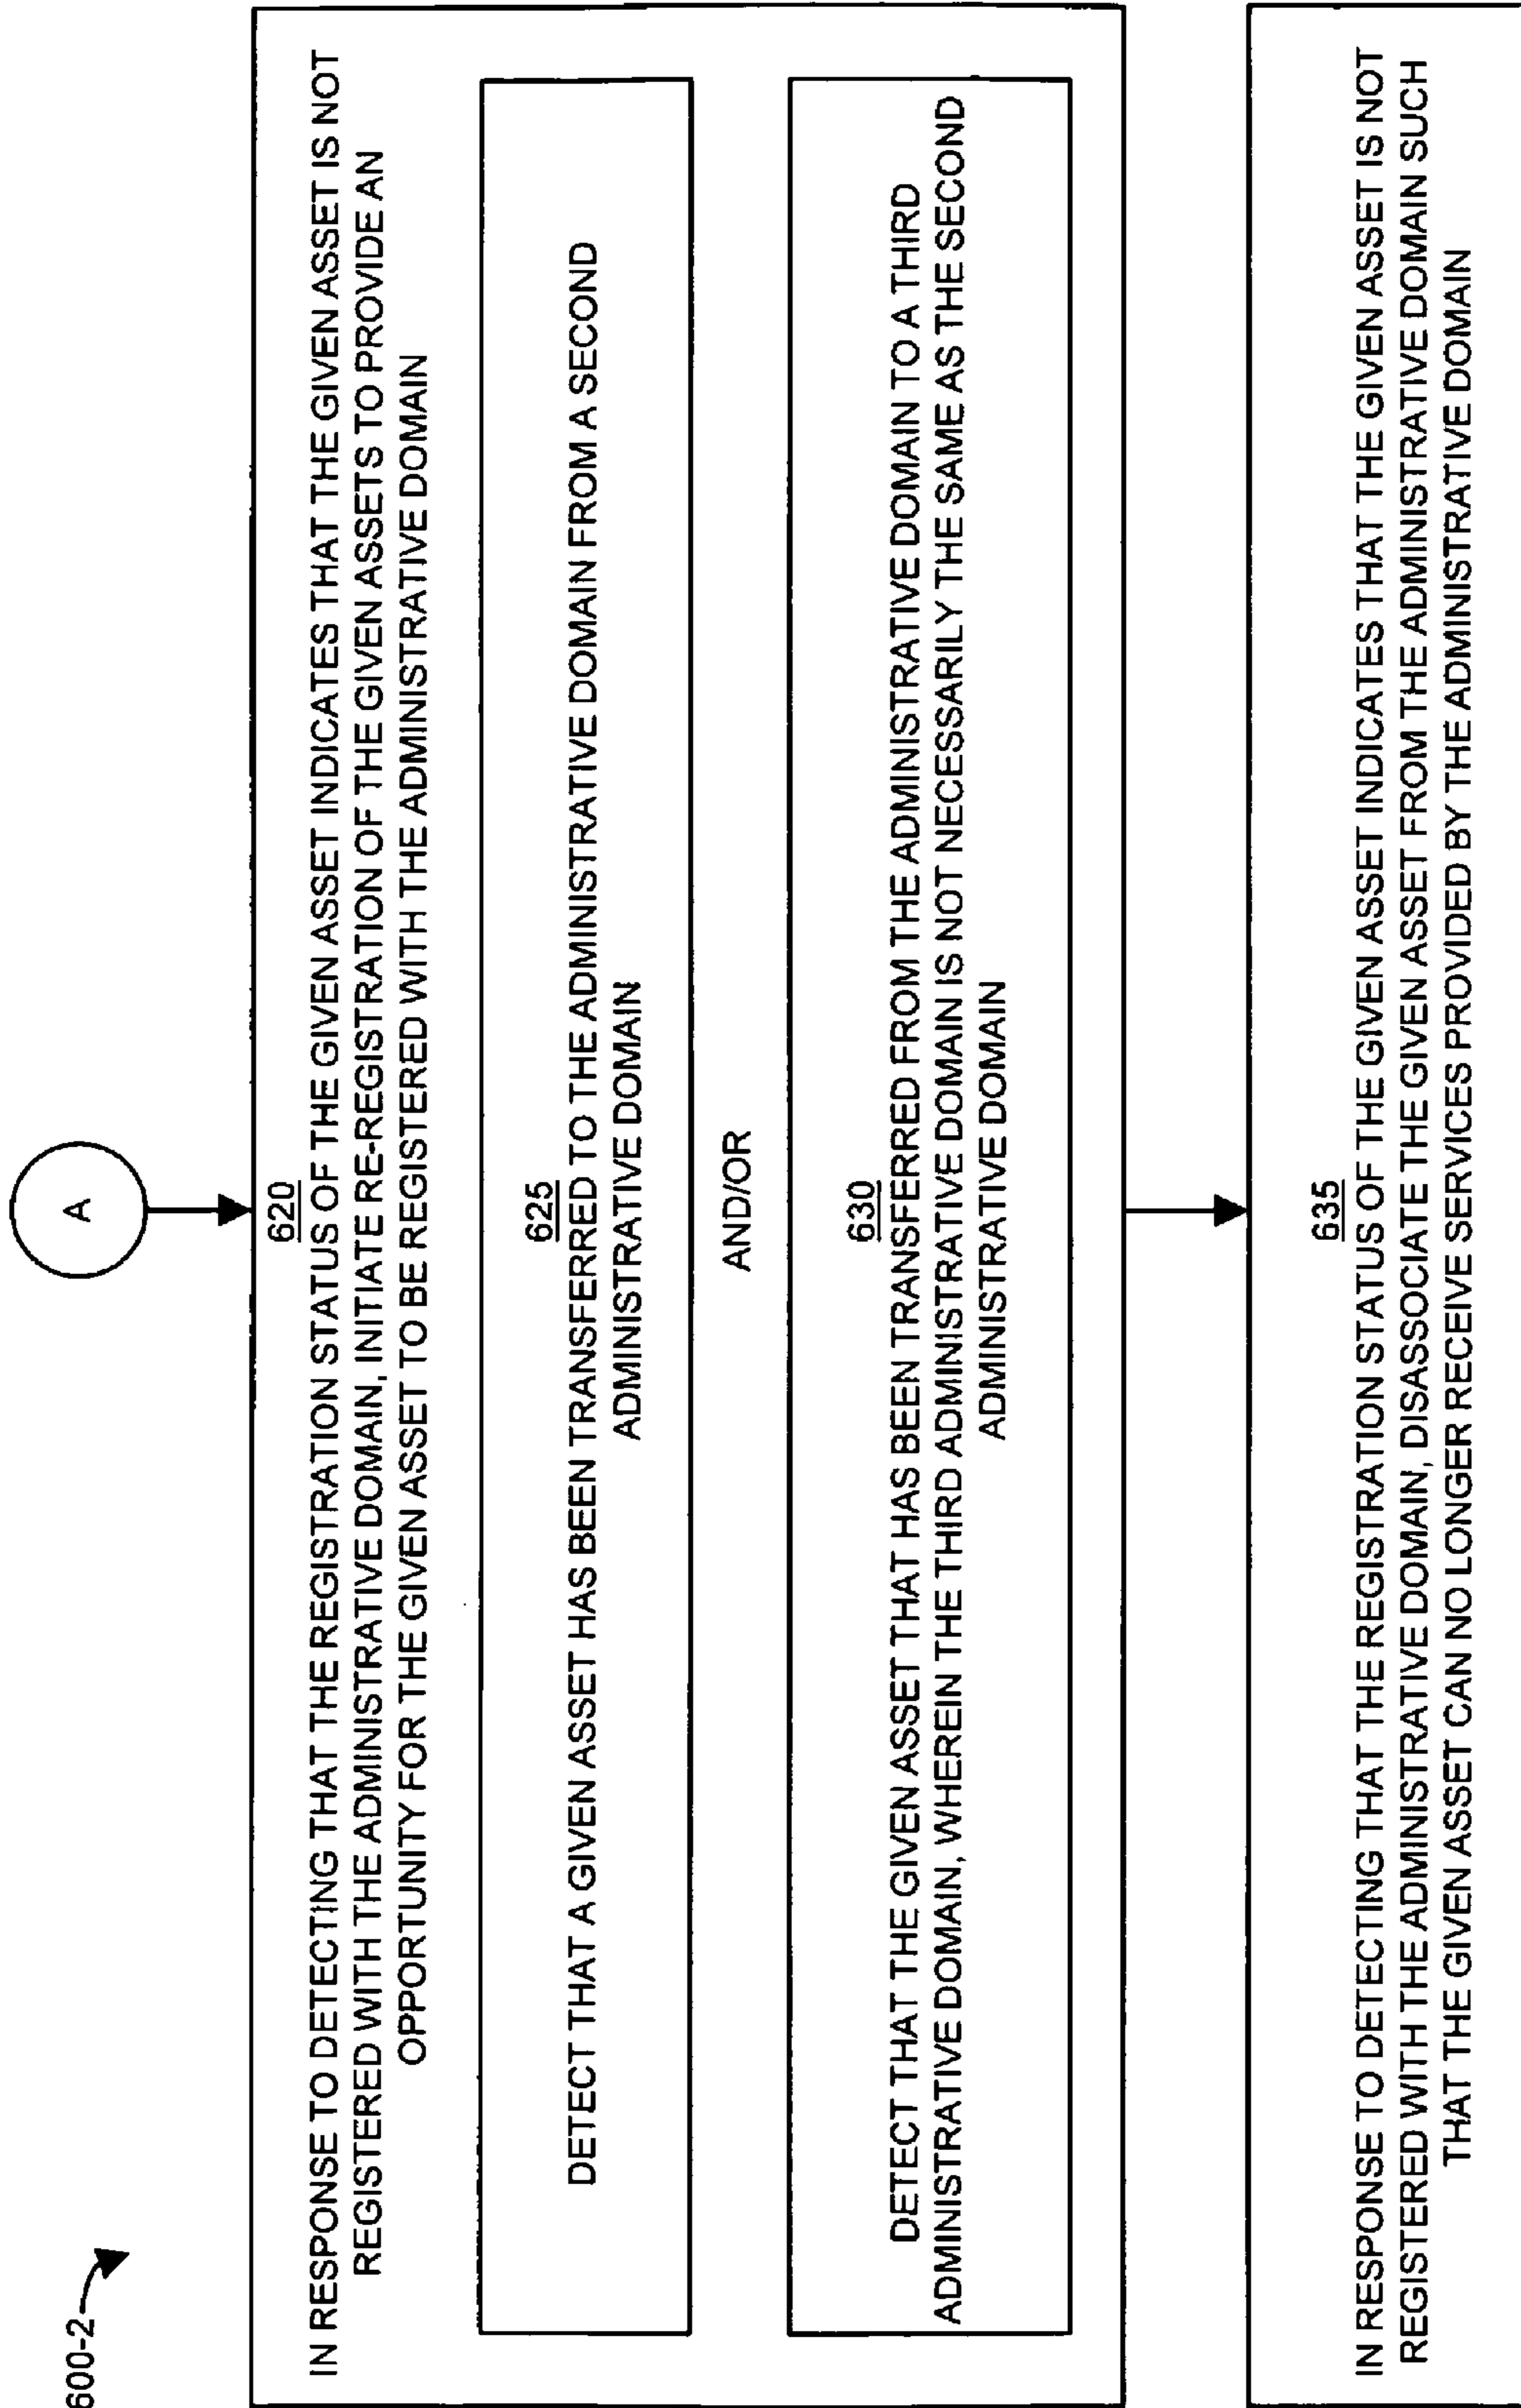 600-2
A
620
IN RESPONSE TO DETECTING THAT THE REGISTRATION STATUS OF THE GIVEN ASSET INDICATES THAT THE GIVEN ASSET IS NOT
REGISTERED WITH THE ADMINISTRATIVE DOMAIN, INITIATE RE-REGISTRATION OF THE GIVEN ASSETS TO PROVIDE AN
OPPORTUNITY FOR THE GIVEN ASSET TO BE REGISTERED WITH THE ADMINISTRATIVE DOMAIN
625
DETECT THAT A GIVEN ASSET HAS BEEN TRANSFERRED TO THE ADMINISTRATIVE DOMAIN FROM A SECOND
ADMINISTRATIVE DOMAIN
AND/OR
630
DETECT THAT THE GIVEN ASSET THAT HAS BEEN TRANSFERRED FROM THE ADMINISTRATIVE DOMAIN TO A THIRD
ADMINISTRATIVE DOMAIN, WHEREIN THE THIRD ADMINISTRATIVE DOMAIN IS NOT NECESSARILY THE SAME AS THE SECOND
ADMINISTRATIVE DOMAIN
635
IN RESPONSE TO DETECTING THAT THE REGISTRATION STATUS OF THE GIVEN ASSET INDICATES THAT THE GIVEN ASSET IS NOT
REGISTERED WITH THE ADMINISTRATIVE DOMAIN, DISASSOCIATE THE GIVEN ASSET FROM THE ADMINISTRATIVE DOMAIN SUCH
THAT THE GIVEN ASSET CAN NO LONGER RECEIVE SERVICES PROVIDED BY THE ADMINISTRATIVE DOMAIN